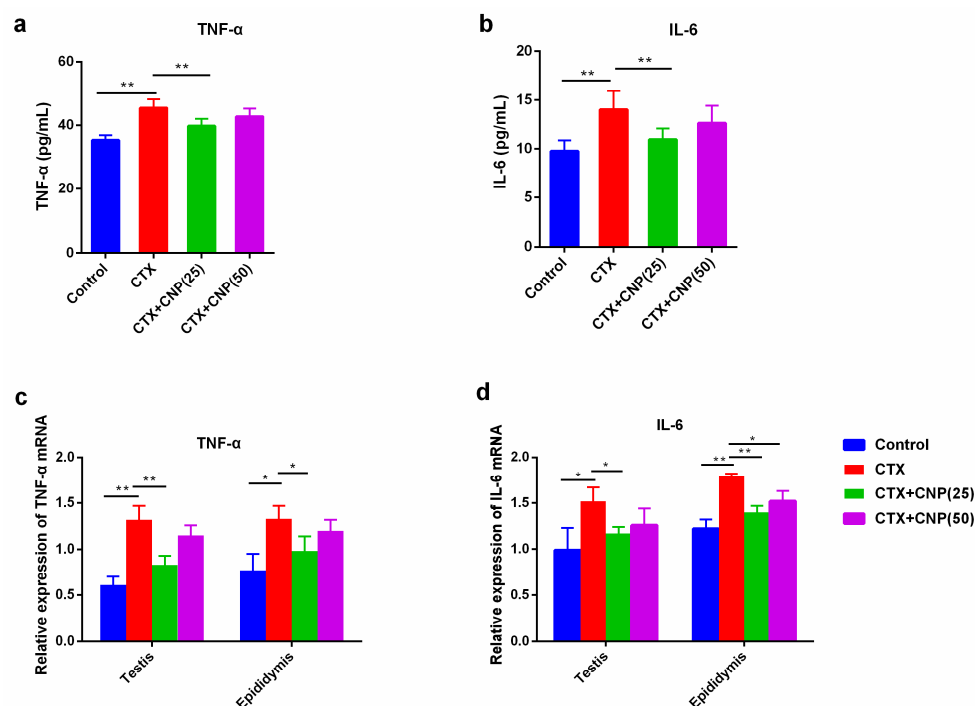 a
TNF-α
TNF-α (pg/mL)
60
40
20
0
**
**
Control
CTX
CTX+CNP(25)
CTX+CNP(50)
b
IL-6
IL-6 (pg/mL)
20
15
10
5
0
**
**
Control
CTX
CTX+CNP(25)
CTX+CNP(50)
c
TNF-α
Relative expression of TNF-α mRNA
2.0
1.5
1.0
0.5
0.0
**
**
*
*
Testis
Epididymis
d
IL-6
Relative expression of IL-6 mRNA
2.0
1.5
1.0
0.5
0.0
*
*
**
**
*
Testis
Epididymis
Control
CTX
CTX+CNP(25)
CTX+CNP(50)